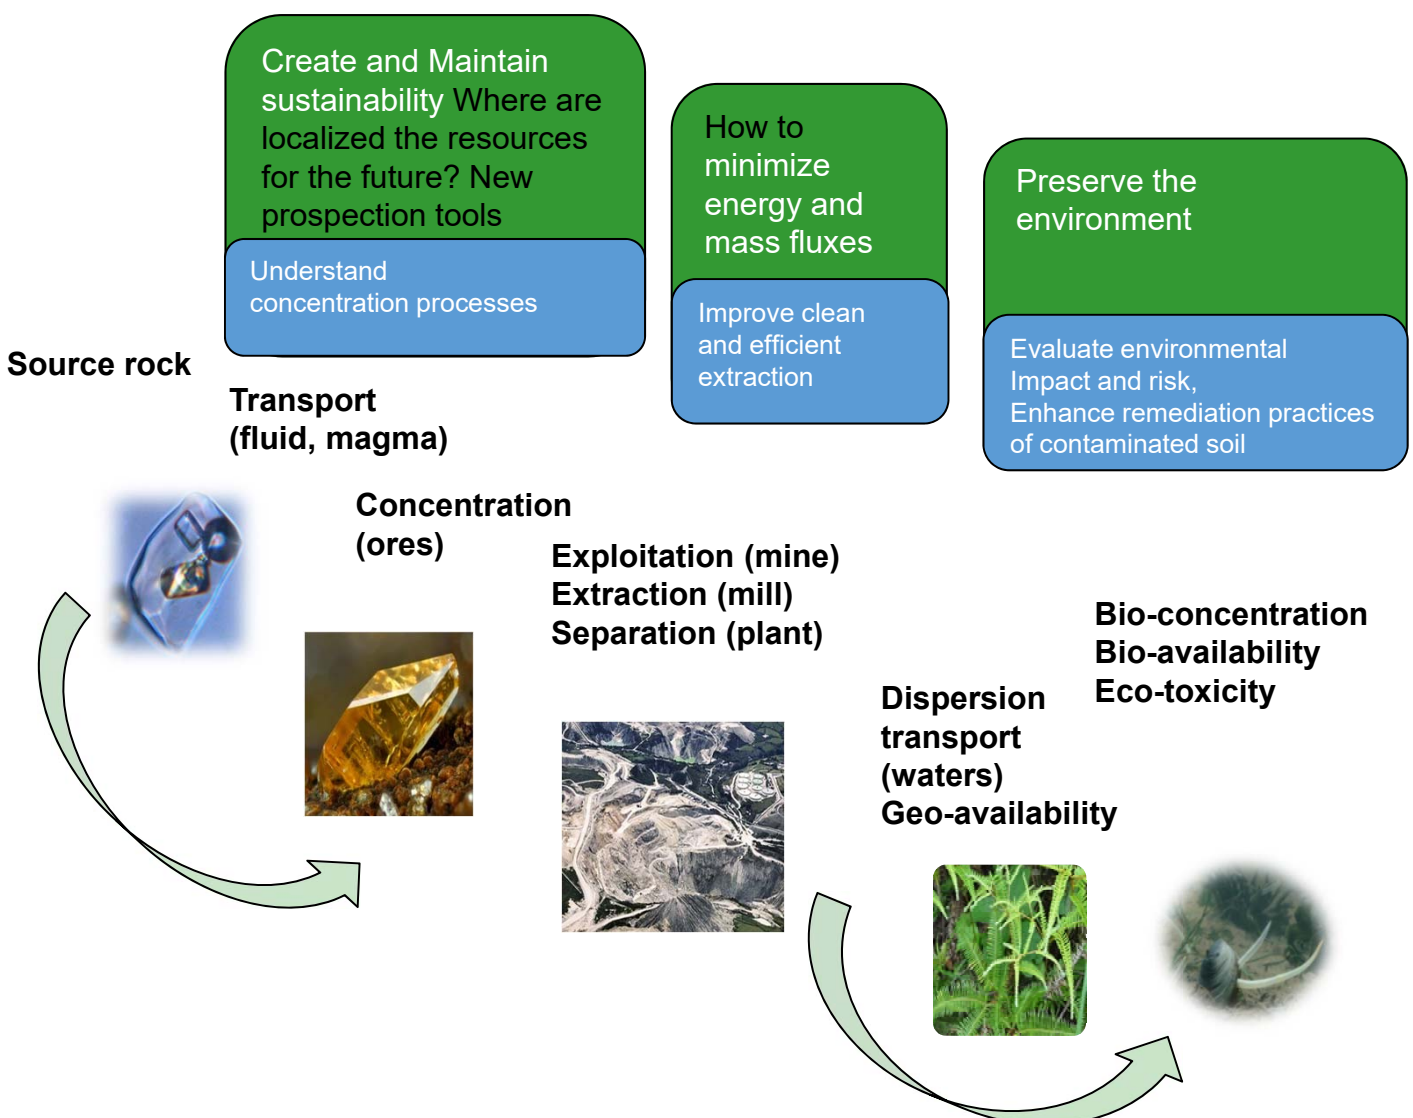 Create and Maintain
sustainability Where are
localized the resources
for the future? New
prospection tools
Understand
concentration processes
How to
minimize
energy and
mass fluxes
Improve clean
and efficient
extraction
Preserve the
environment
Evaluate environmental
Impact and risk,
Enhance remediation practices
of contaminated soil
Source rock
Transport
(fluid, magma)
Concentration
(ores)
Exploitation (mine)
Extraction (mill)
Separation (plant)
Dispersion
transport
(waters)
Geo-availability
Bio-concentration
Bio-availability
Eco-toxicity